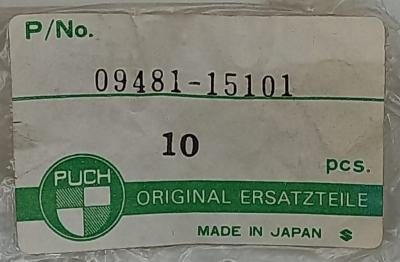 P/No.
09481-15101
10
pcs.
PUCH
ORIGINAL ERSATZTEILE
MADE IN JAPAN S